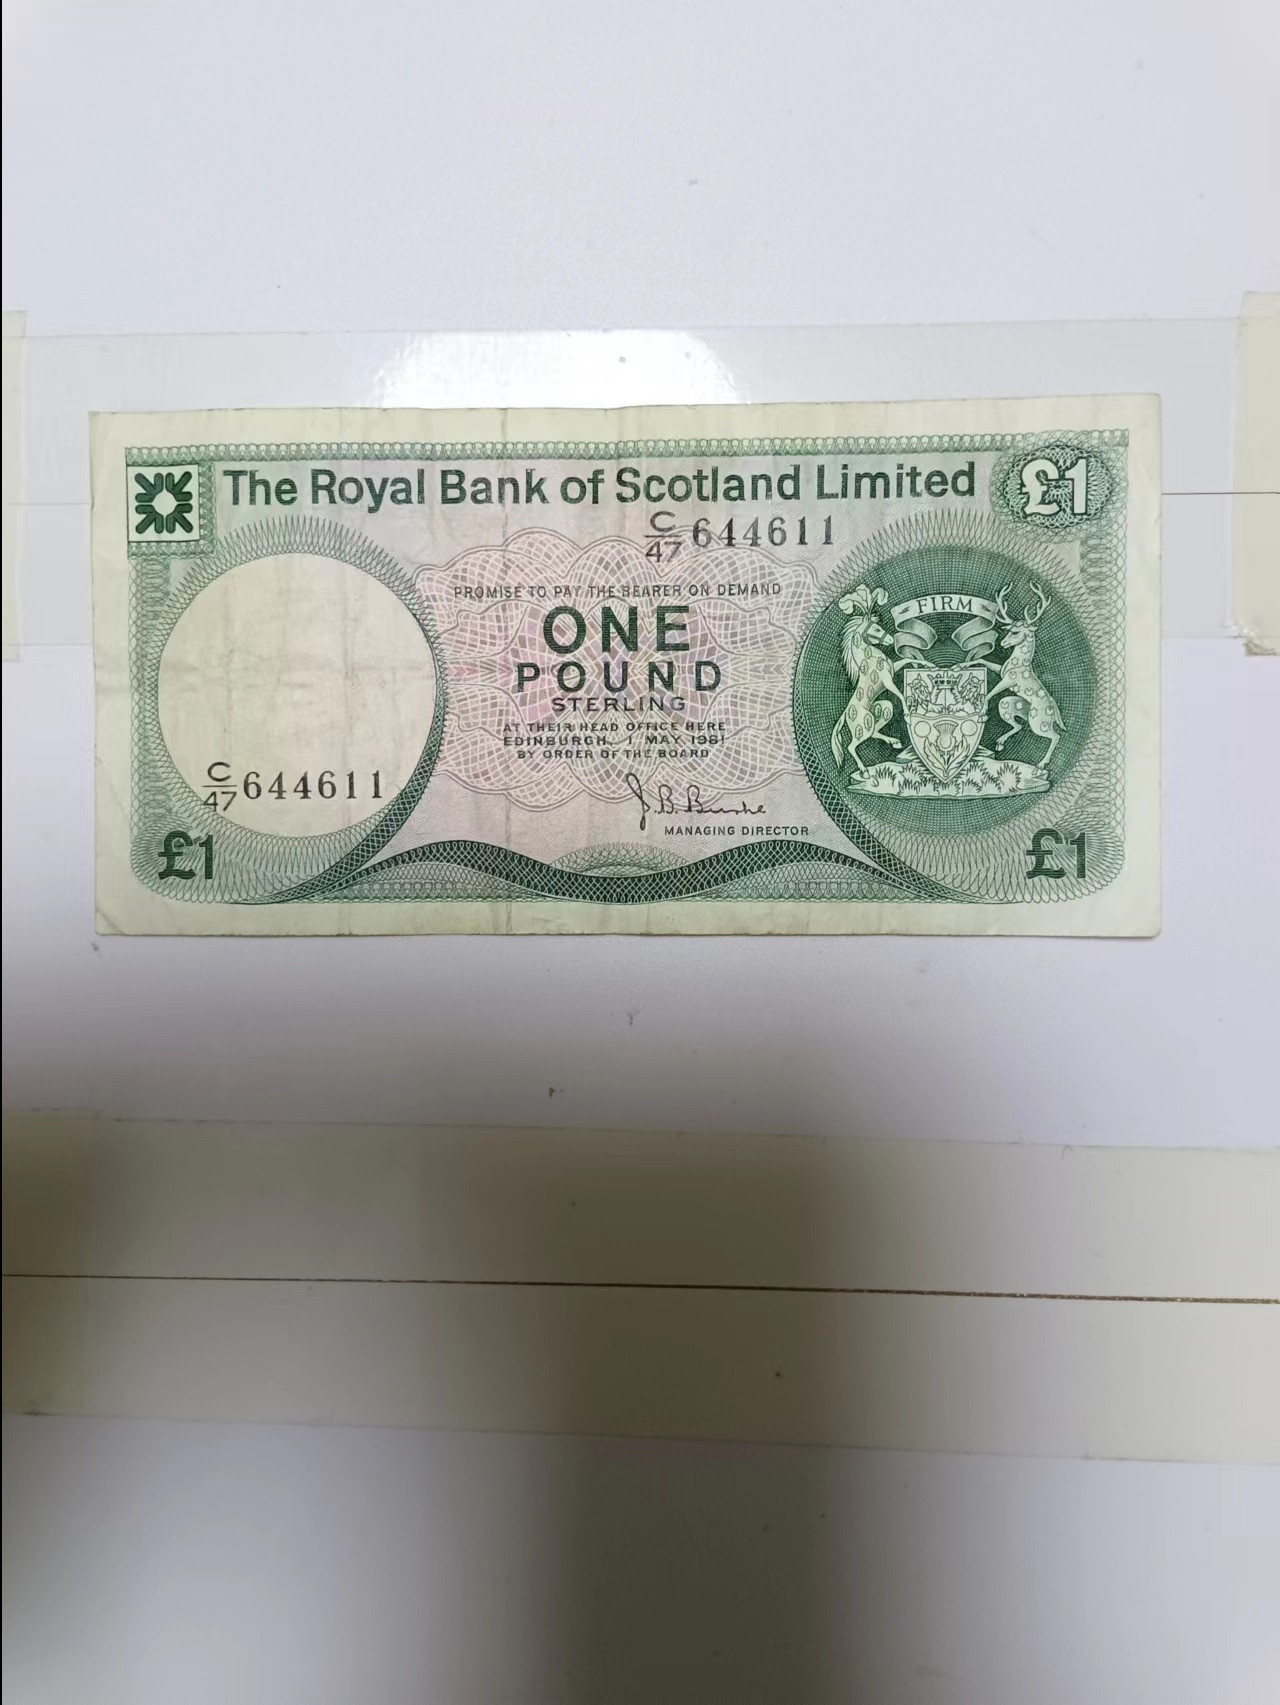 The Royal Bank of Scotland Limited
£1
C/47 644611
PROMISE TO PAY THE BEARER ON DEMAND
ONE
POUND
STERLING
AT THEIR HEAD OFFICE HERE
EDINBURGH, 1 MAY 1981
BY ORDER OF THE BOARD
J. B. Burke
MANAGING DIRECTOR
FIRM
C/47 644611
£1
£1